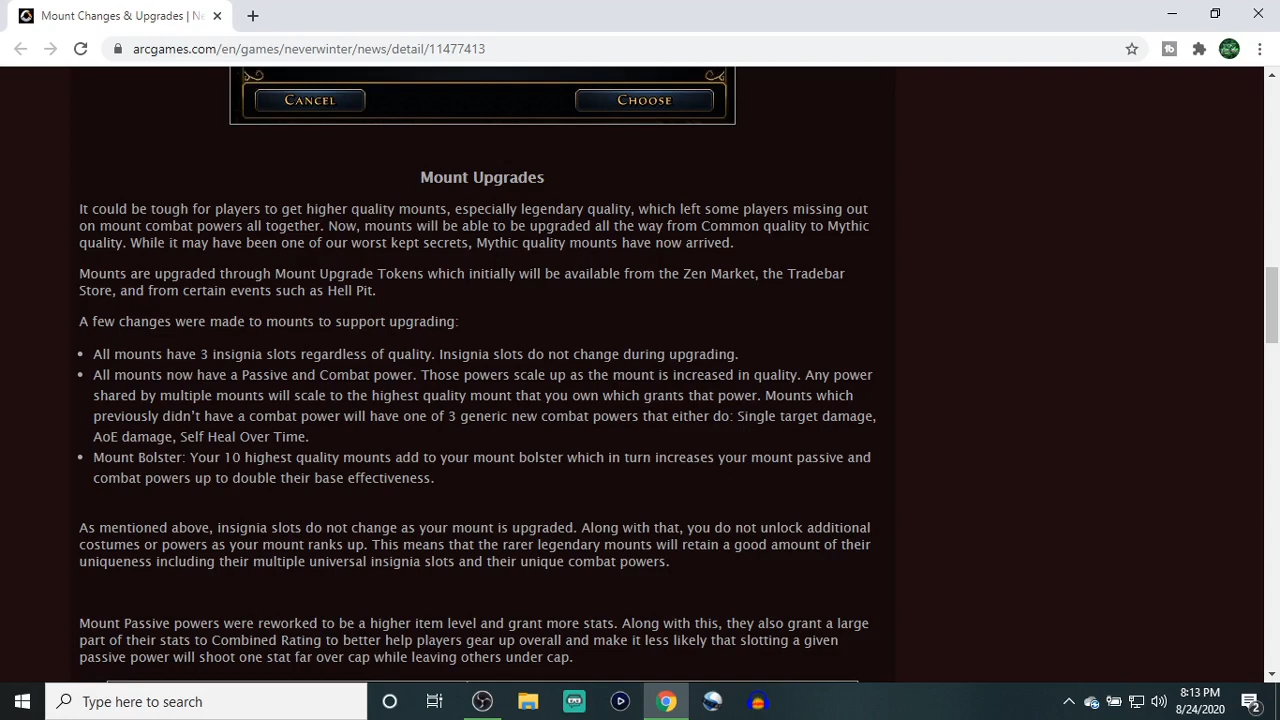 Mount Changes & Upgrades | Ne
arcgames.com/en/games/neverwinter/news/detail/11477413
CANCEL
CHOOSE
Mount Upgrades
It could be tough for players to get higher quality mounts, especially legendary quality, which left some players missing out
on mount combat powers all together. Now, mounts will be able to be upgraded all the way from Common quality to Mythic
quality. While it may have been one of our worst kept secrets, Mythic quality mounts have now arrived.
Mounts are upgraded through Mount Upgrade Tokens which initially will be available from the Zen Market, the Tradebar
Store, and from certain events such as Hell Pit.
A few changes were made to mounts to support upgrading:
• All mounts have 3 insignia slots regardless of quality. Insignia slots do not change during upgrading.
• All mounts now have a Passive and Combat power. Those powers scale up as the mount is increased in quality. Any power
shared by multiple mounts will scale to the highest quality mount that you own which grants that power. Mounts which
previously didn't have a combat power will have one of 3 generic new combat powers that either do: Single target damage,
AoE damage, Self Heal Over Time.
• Mount Bolster: Your 10 highest quality mounts add to your mount bolster which in turn increases your mount passive and
combat powers up to double their base effectiveness.
As mentioned above, insignia slots do not change as your mount is upgraded. Along with that, you do not unlock additional
costumes or powers as your mount ranks up. This means that the rarer legendary mounts will retain a good amount of their
uniqueness including their multiple universal insignia slots and their unique combat powers.
Mount Passive powers were reworked to be a higher item level and grant more stats. Along with this, they also grant a large
part of their stats to Combined Rating to better help players gear up overall and make it less likely that slotting a given
passive power will shoot one stat far over cap while leaving others under cap.
Type here to search
8:13 PM
8/24/2020
2